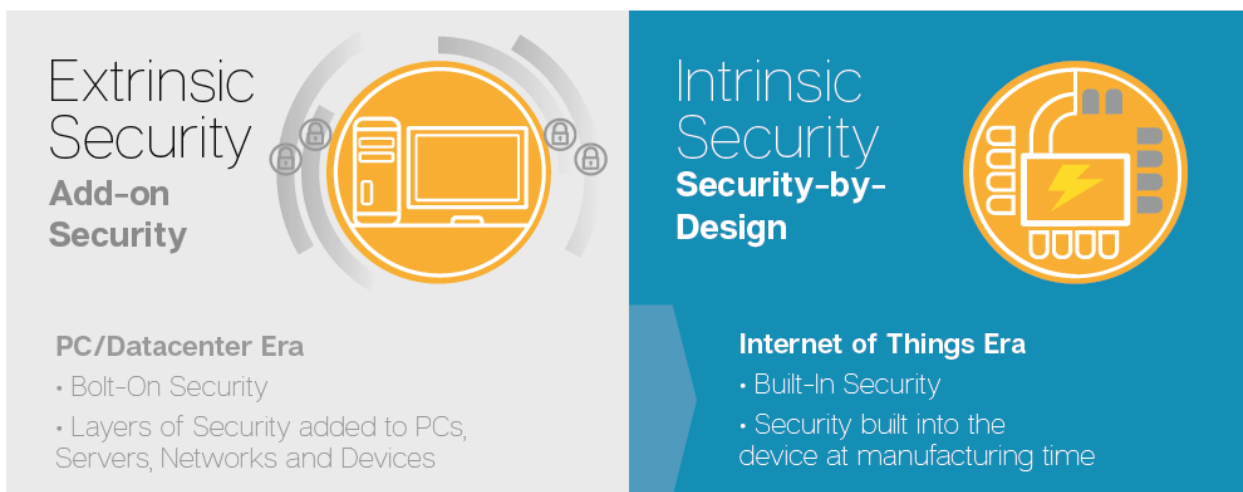 Extrinsic
Security
Add-on
Security
PC/Datacenter Era
• Bolt-On Security
• Layers of Security added to PCs,
Servers, Networks and Devices
Intrinsic
Security
Security-by-
Design
Internet of Things Era
• Built-In Security
• Security built into the
device at manufacturing time